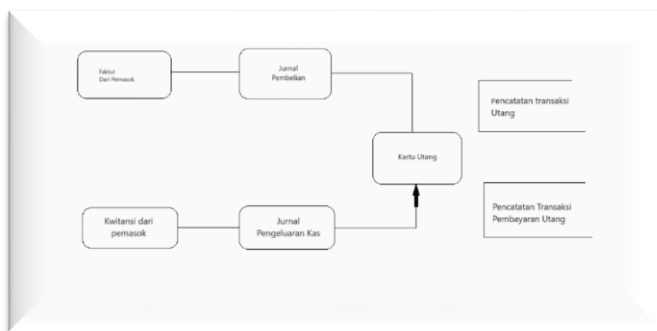 Faktur
Dari Pemasok
Jurnal
Pembelian
Pencatatan transaksi
Utang
Kartu Utang
Kwitansi dari
pemasok
Jurnal
Pengeluaran Kas
Pencatatan Transaksi
Pembayaran Utang